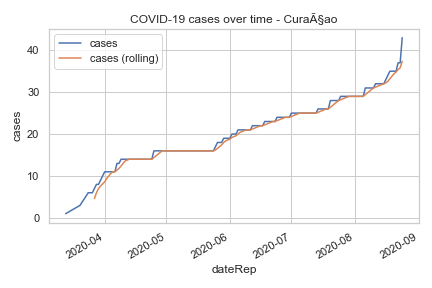 COVID-19 cases over time - CuraÃ§ao
cases
cases (rolling)
cases
40
30
20
10
0
2020-04
2020-05
2020-06
2020-07
2020-08
2020-09
dateRep